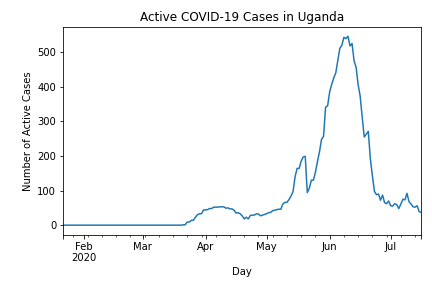 Active COVID-19 Cases in Uganda
Number of Active Cases
500
400
300
200
100
0
Feb
2020
Mar
Apr
May
Jun
Jul
Day